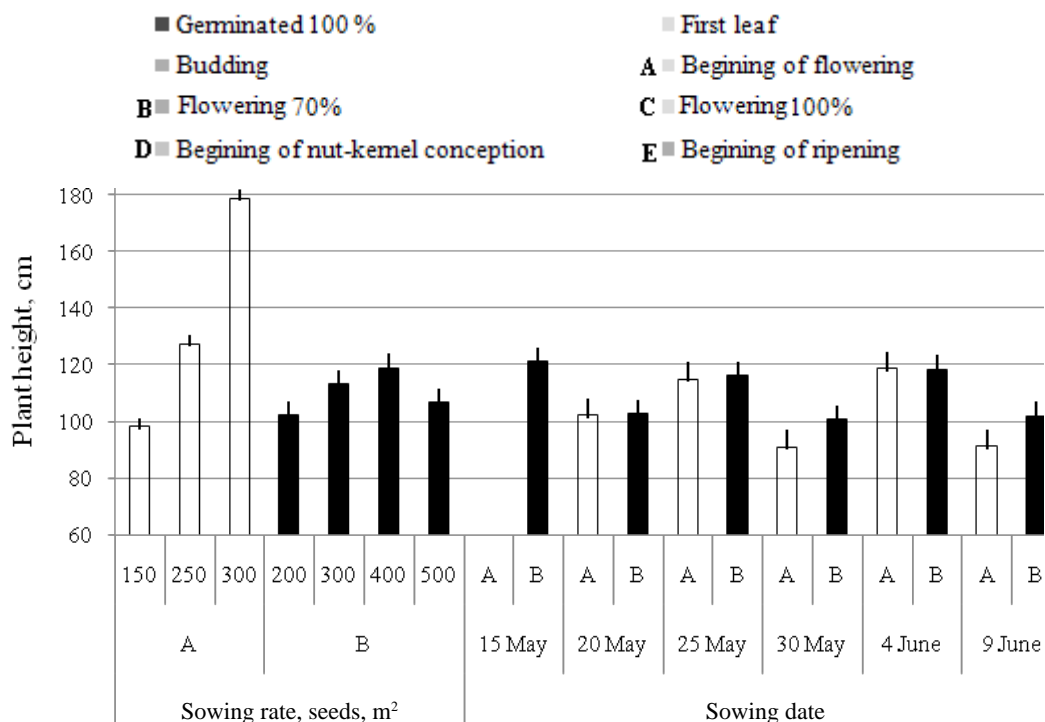 Germinated 100 % First leaf
Budding A Begining of flowering
B Flowering 70% C Flowering 100%
D Begining of nut-kernel conception E Begining of ripening
180
160
140
120
100
80
60
Plant height, cm
150 250 300 200 300 400 500 A B A B A B A B A B A B
A B 15 May 20 May 25 May 30 May 4 June 9 June
Sowing rate, seeds, m² Sowing date